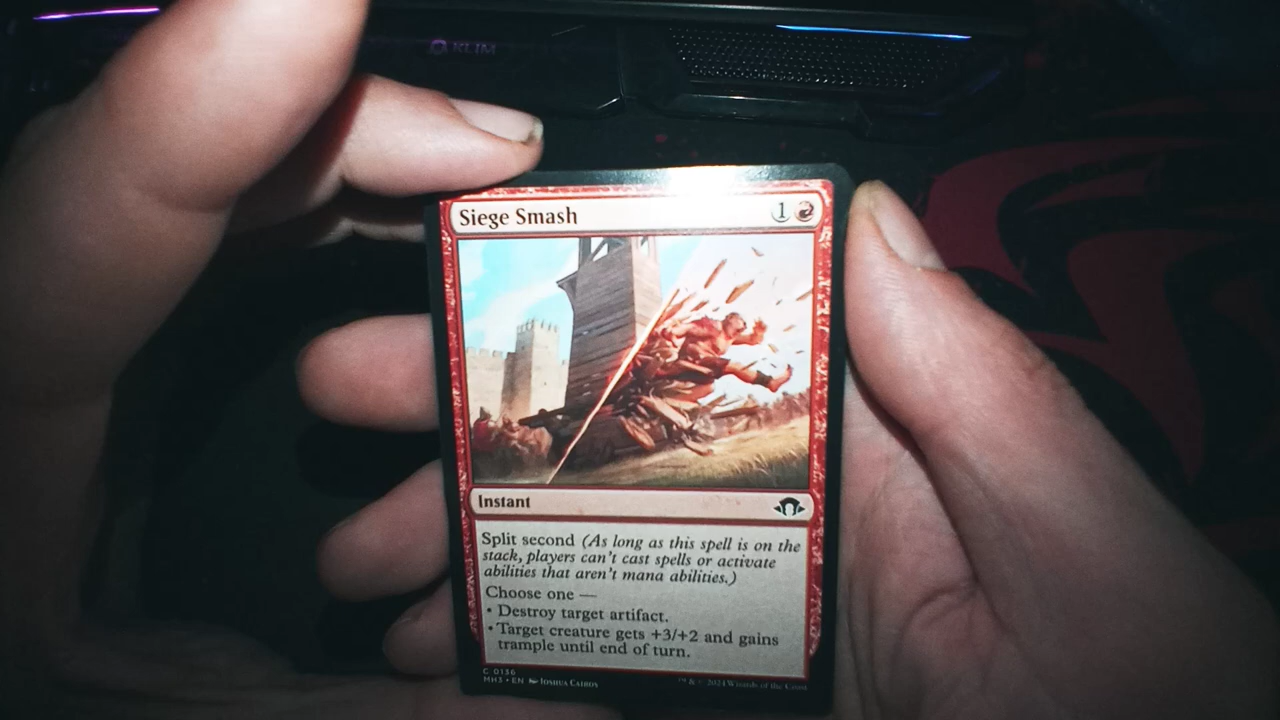 KLIM
Siege Smash
1
Instant
Split second (As long as this spell is on the
stack, players can't cast spells or activate
abilities that aren't mana abilities.)
Choose one —
• Destroy target artifact.
• Target creature gets +3/+2 and gains
trample until end of turn.
C 0136
MH3 • EN Joshua Cairos
™ & © 2024 Wizards of the Coast